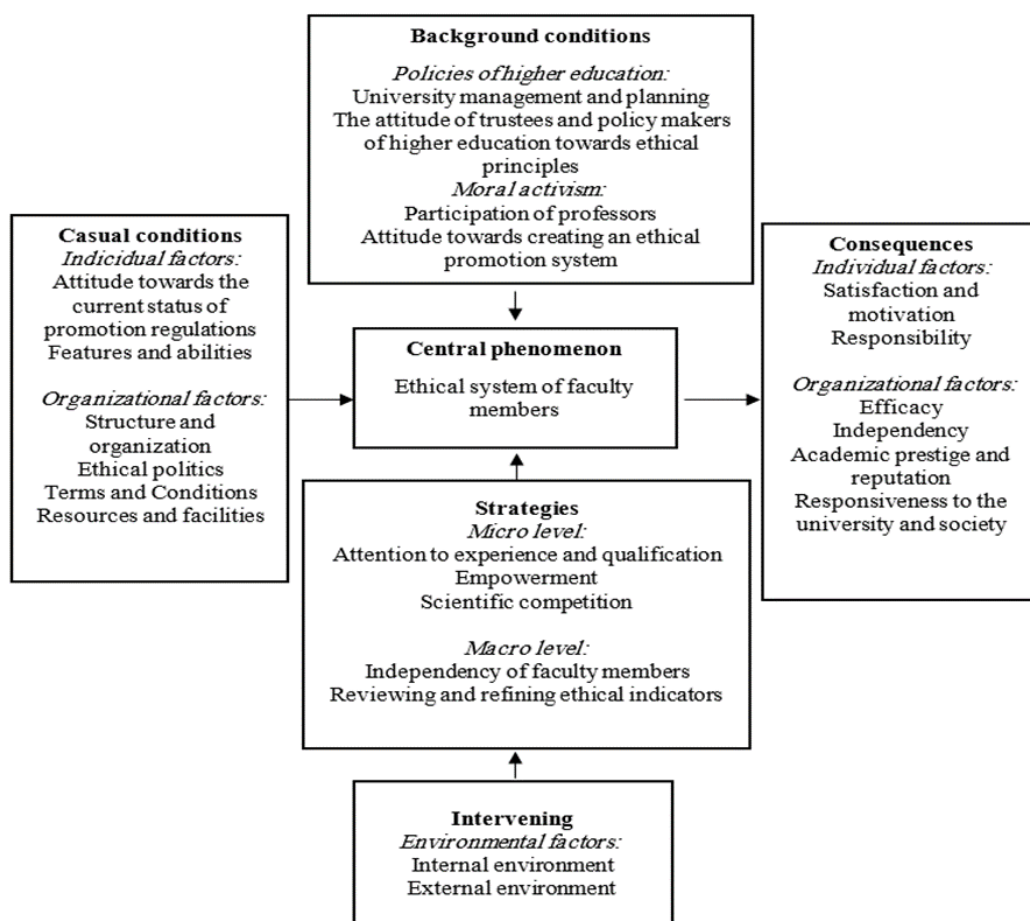 Background conditions
Policies of higher education:
University management and planning
The attitude of trustees and policy makers
of higher education towards ethical
principles
Moral activism:
Participation of professors
Attitude towards creating an ethical
promotion system
Casual conditions
Indicidual factors:
Attitude towards the
current status of
promotion regulations
Features and abilities
Organizational factors:
Structure and
organization
Ethical politics
Terms and Conditions
Resources and facilities
Central phenomenon
Ethical system of faculty
members
Consequences
Individual factors:
Satisfaction and
motivation
Responsibility
Organizational factors:
Efficacy
Independency
Academic prestige and
reputation
Responsiveness to the
university and society
Strategies
Micro level:
Attention to experience and qualification
Empowerment
Scientific competition
Macro level:
Independency of faculty members
Reviewing and refining ethical indicators
Intervening
Environmental factors:
Internal environment
External environment